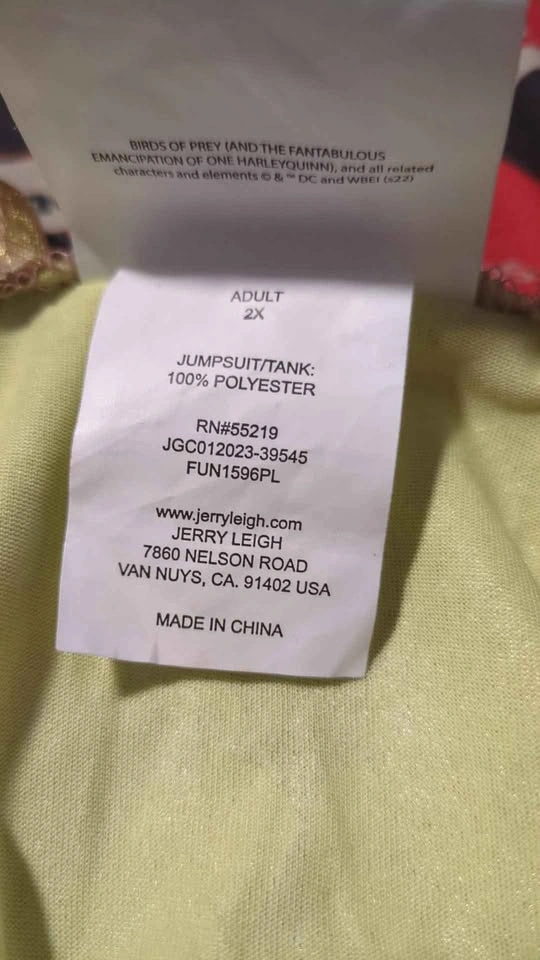 BIRDS OF PREY (AND THE FANTABULOUS
EMANCIPATION OF ONE HARLEYQUINN), and all related
characters and elements © & ™ DC and WBEI (s22)
ADULT
2X
JUMPSUIT/TANK:
100% POLYESTER
RN#55219
JGC012023-39545
FUN1596PL
www.jerryleigh.com
JERRY LEIGH
7860 NELSON ROAD
VAN NUYS, CA. 91402 USA
MADE IN CHINA